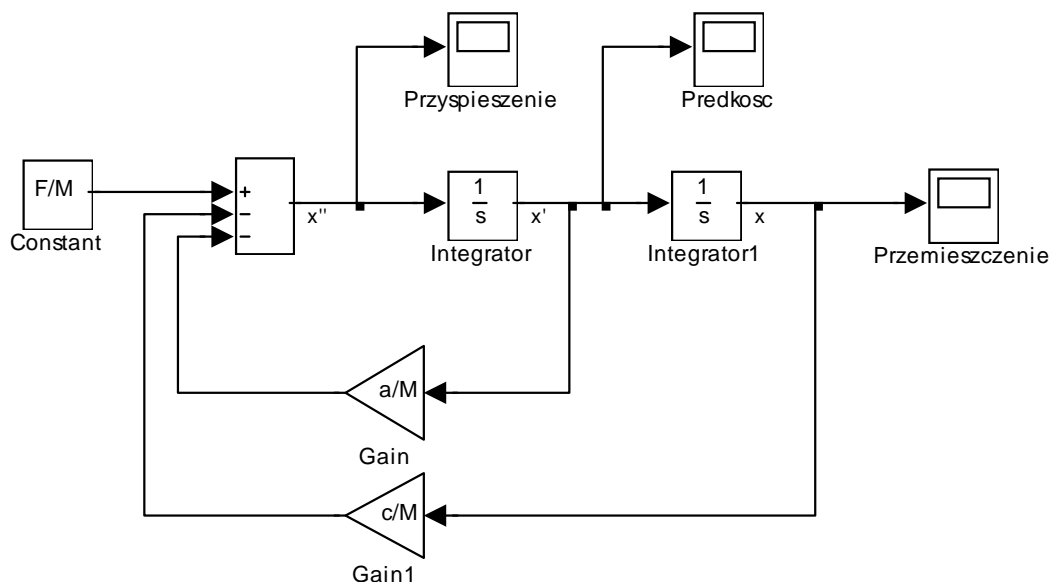 Przyspieszenie
Predkosc
F/M
Constant
+
−
−
x''
1
s
Integrator
x'
1
s
Integrator1
x
Przemieszczenie
a/M
Gain
c/M
Gain1